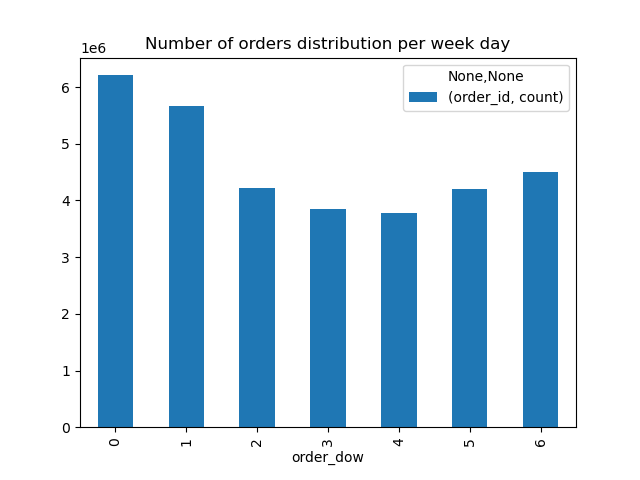 Number of orders distribution per week day
1e6
None,None
(order_id, count)
6
5
4
3
2
1
0
0 1 2 3 4 5 6
order_dow